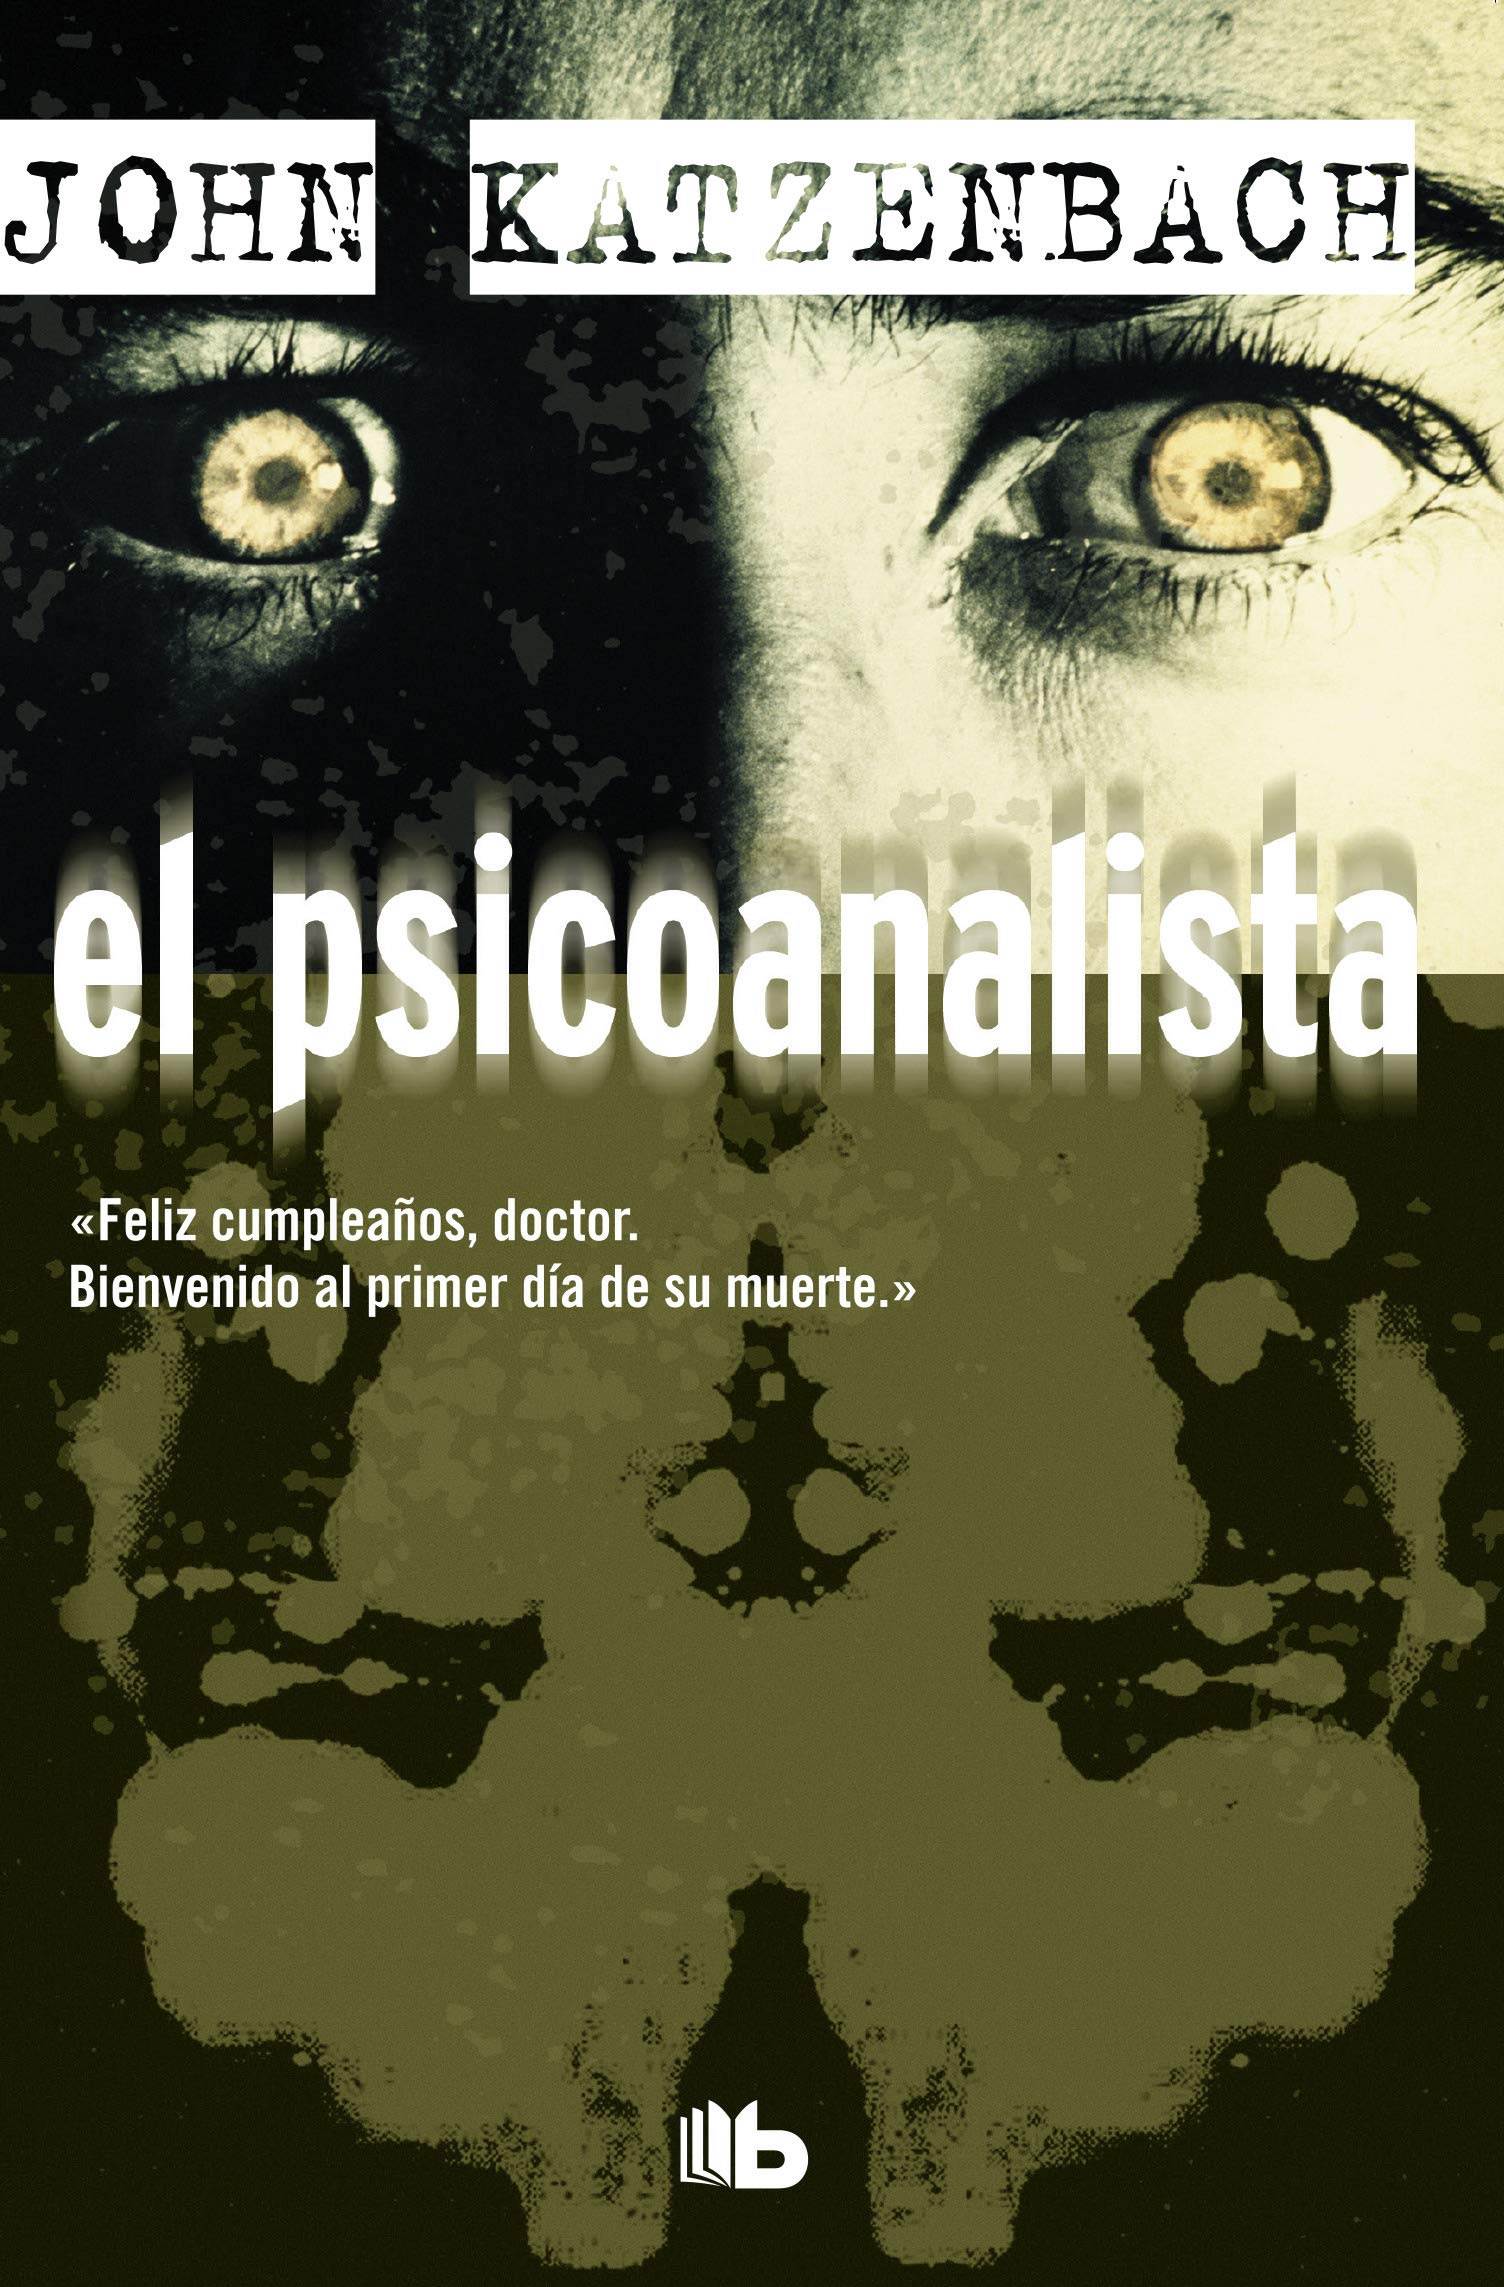 JOHN KATZENBACH
el psicoanalista
«Feliz cumpleaños, doctor.
Bienvenido al primer día de su muerte.»
b